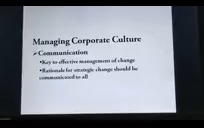 Managing Corporate Culture
➢Communication
•Key to effective management of change
•Rationale for strategic change should be
communicated to all